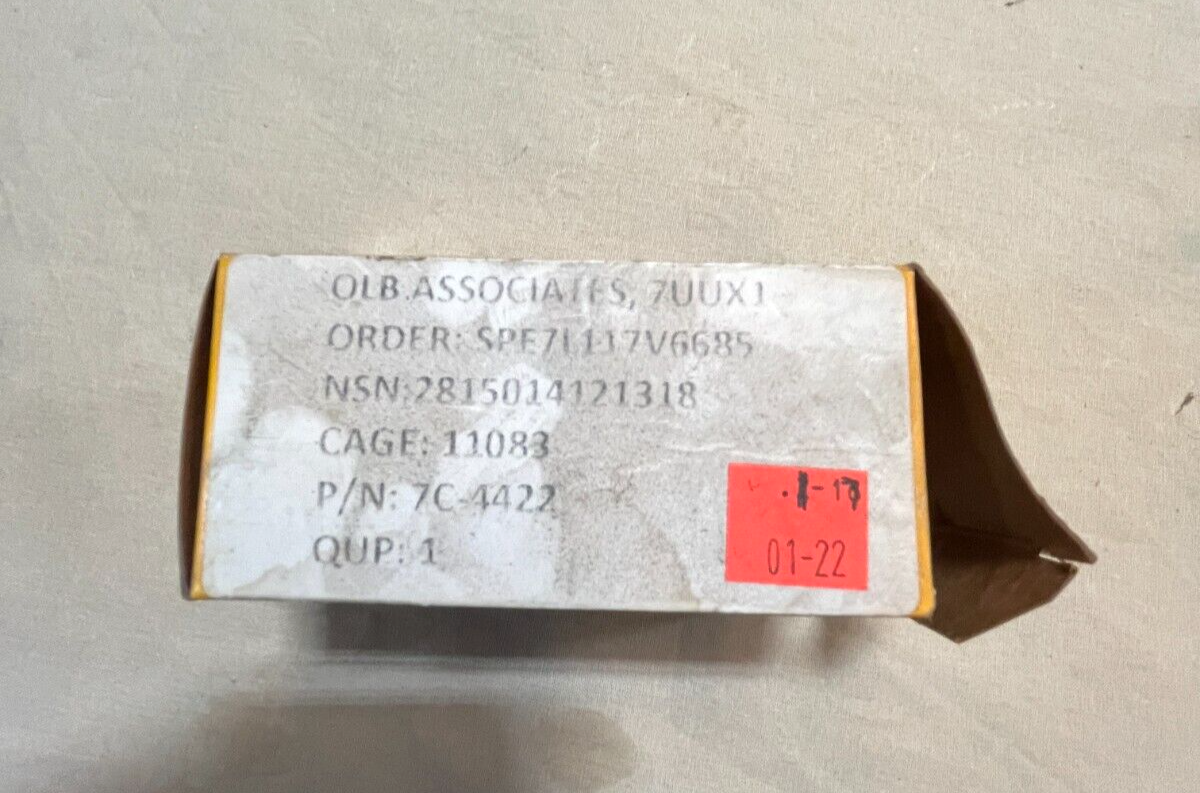 OLB.ASSOCIATES, 7UUX1
ORDER: SPE7L117V6685
NSN:2815014121318
CAGE: 11083
P/N: 7C-4422
QUP: 1
01-22